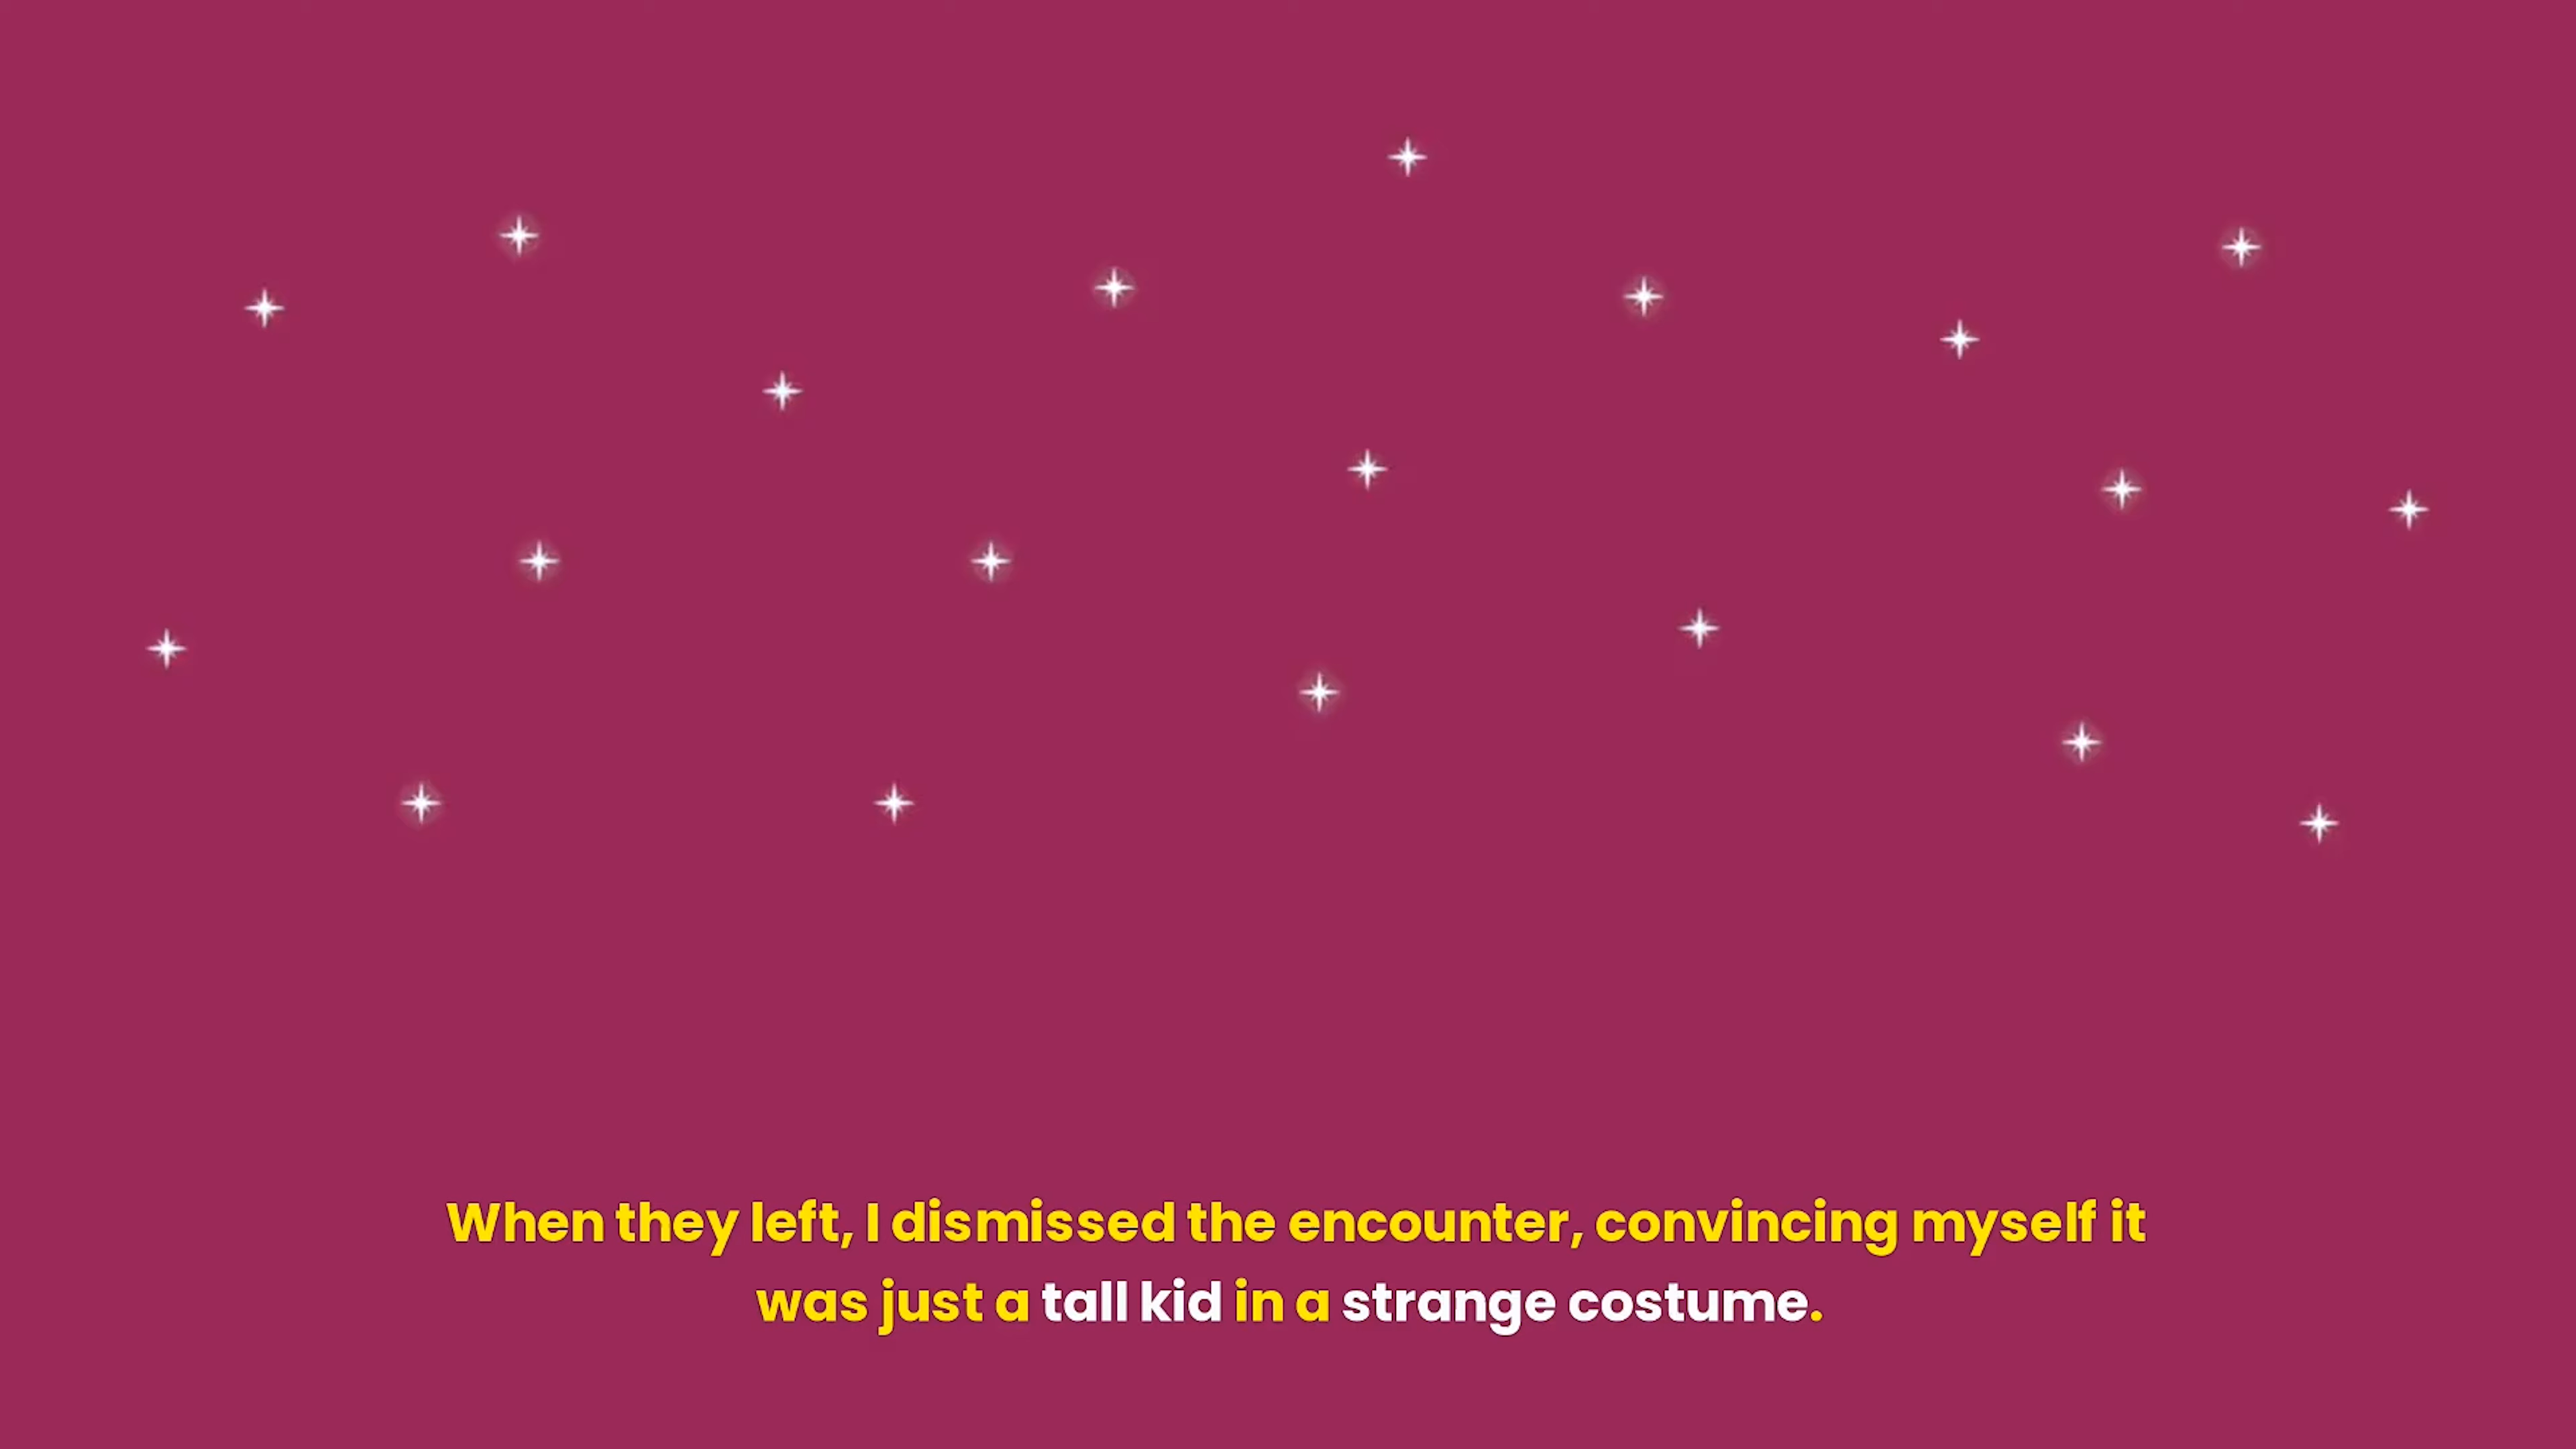 When they left, I dismissed the encounter, convincing myself it
was just a tall kid in a strange costume.